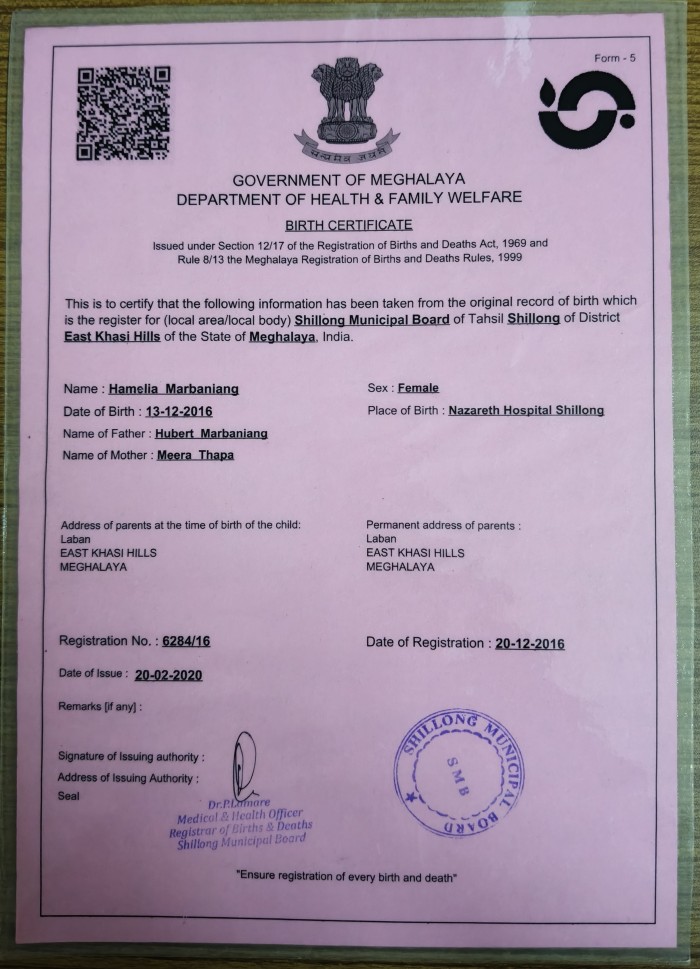 Form - 5
सत्यमेव जयते
GOVERNMENT OF MEGHALAYA
DEPARTMENT OF HEALTH & FAMILY WELFARE
BIRTH CERTIFICATE
Issued under Section 12/17 of the Registration of Births and Deaths Act, 1969 and
Rule 8/13 the Meghalaya Registration of Births and Deaths Rules, 1999
This is to certify that the following information has been taken from the original record of birth which
is the register for (local area/local body) Shillong Municipal Board of Tahsil Shillong of District
East Khasi Hills of the State of Meghalaya, India.
Name : Hamelia Marbaniang
Sex : Female
Date of Birth : 13-12-2016
Place of Birth : Nazareth Hospital Shillong
Name of Father : Hubert Marbaniang
Name of Mother : Meera Thapa
Address of parents at the time of birth of the child:
Laban
EAST KHASI HILLS
MEGHALAYA
Permanent address of parents :
Laban
EAST KHASI HILLS
MEGHALAYA
Registration No. : 6284/16
Date of Registration : 20-12-2016
Date of Issue : 20-02-2020
Remarks [if any] :
Signature of Issuing authority :
Address of Issuing Authority :
Seal
Medical & Health Officer
Registrar of Births & Deaths
Shillong Municipal Board
SHILLONG MUNICIPAL BOARD
SMB
"Ensure registration of every birth and death"